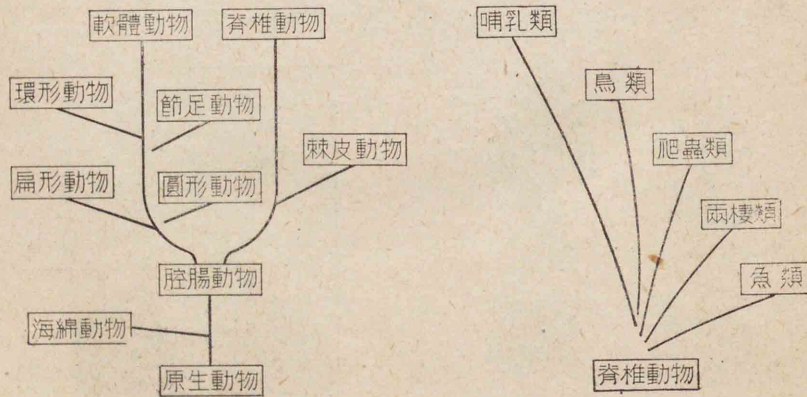 軟體動物
脊椎動物
環形動物
節足動物
棘皮動物
扁形動物
圓形動物
腔腸動物
海綿動物
原生動物
哺乳類
鳥類
爬蟲類
兩棲類
魚類
脊椎動物